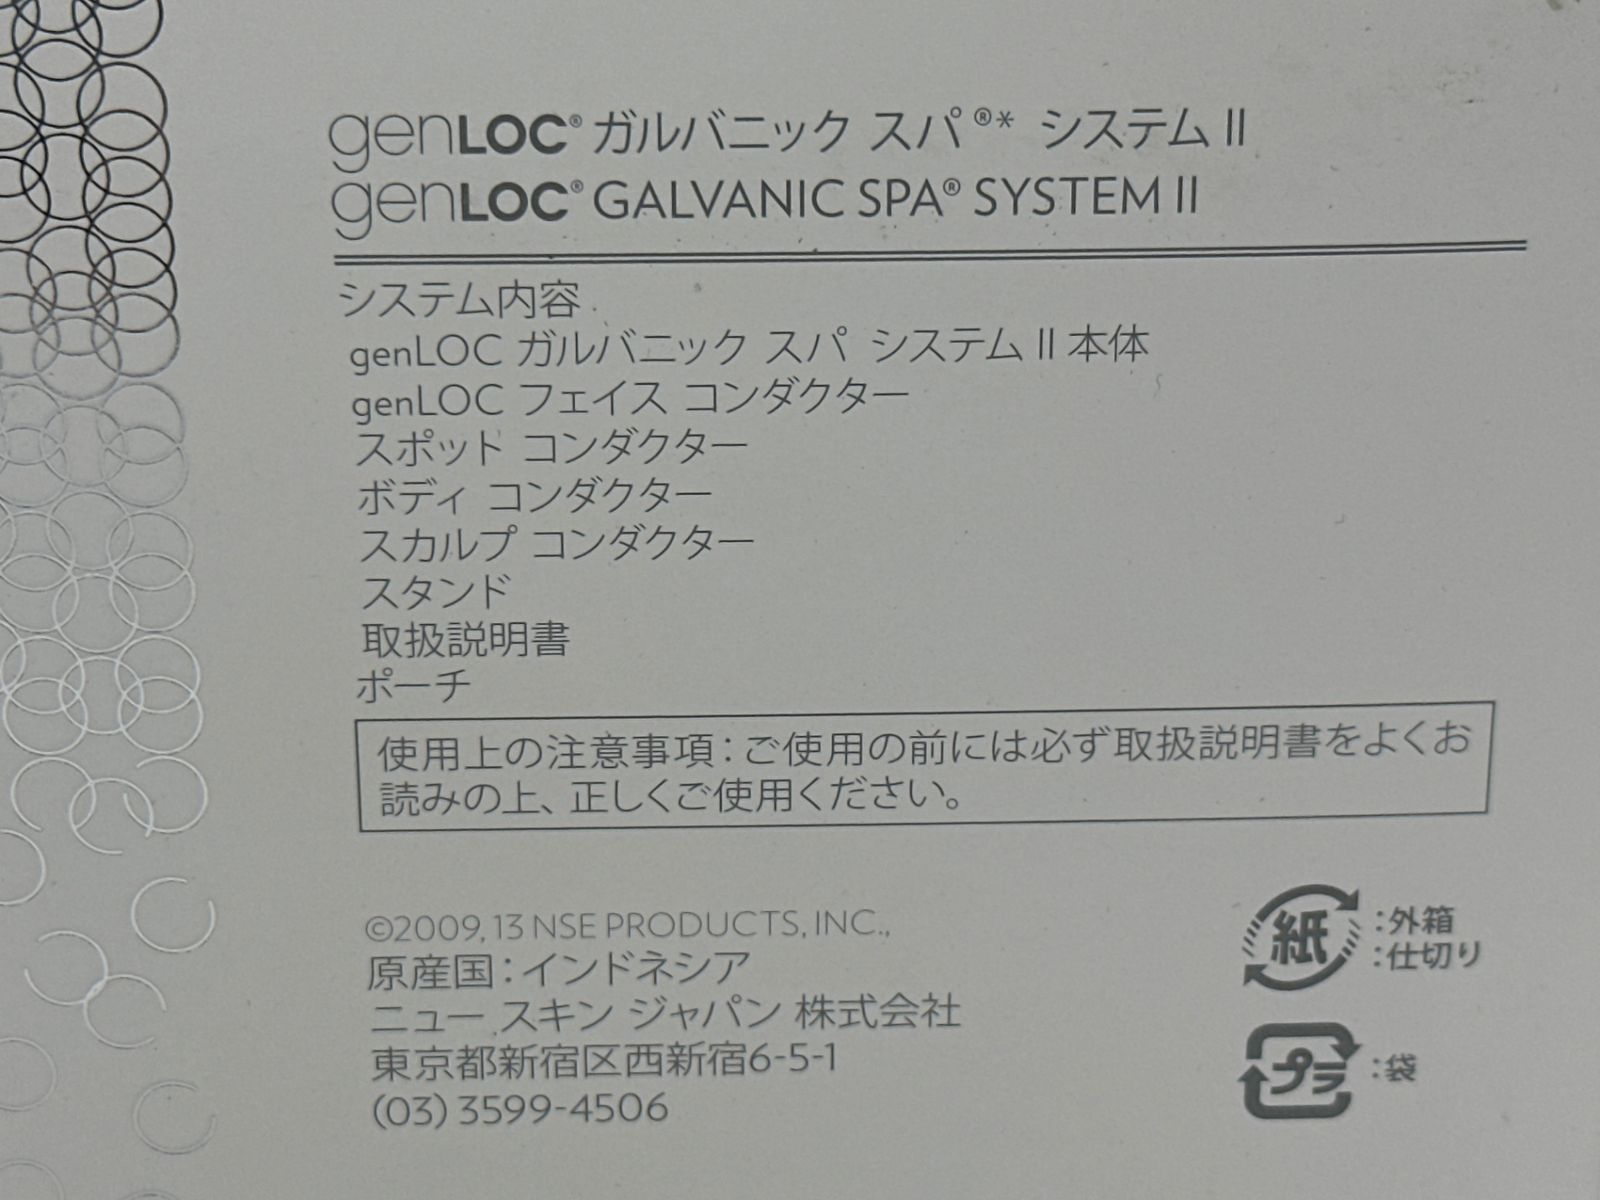 genLOC® ガルバニック スパ®* システム II
genLOC® GALVANIC SPA® SYSTEM II
システム内容
genLOC ガルバニック スパ システム II 本体
genLOC フェイス コンダクター
スポット コンダクター
ボディ コンダクター
スカルプ コンダクター
スタンド
取扱説明書
ポーチ
使用上の注意事項：ご使用の前には必ず取扱説明書をよくお
読みの上、正しくご使用ください。
©2009, 13 NSE PRODUCTS, INC.,
原産国：インドネシア
ニュー スキン ジャパン 株式会社
東京都新宿区西新宿6-5-1
(03) 3599-4506
紙
：外箱
：仕切り
プラ
：袋